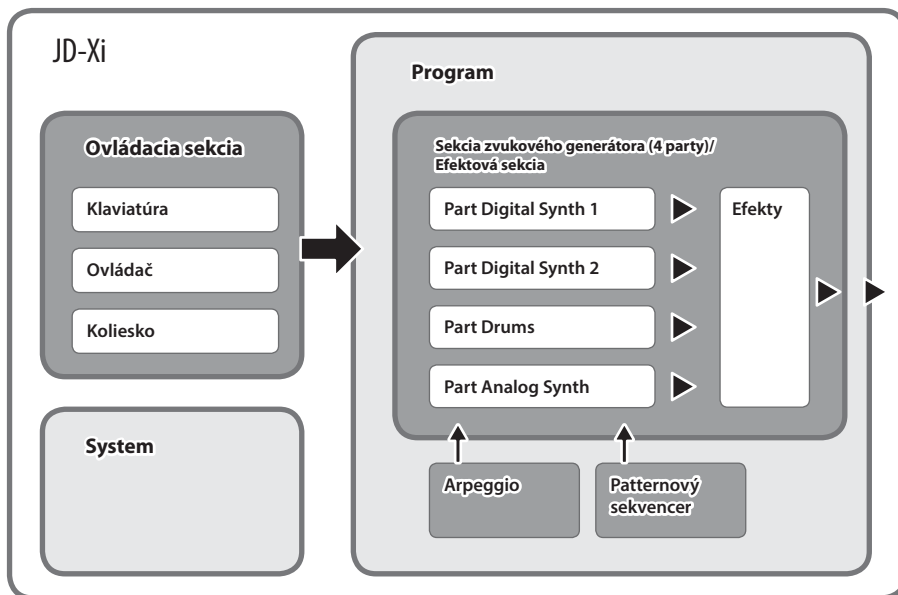 JD-Xi
Ovládacia sekcia
Klaviatúra
Ovládač
Koliesko
System
Program
Sekcia zvukového generátora (4 party)/
Efektová sekcia
Part Digital Synth 1
Part Digital Synth 2
Part Drums
Part Analog Synth
Efekty
Arpeggio
Patternový
sekvencer